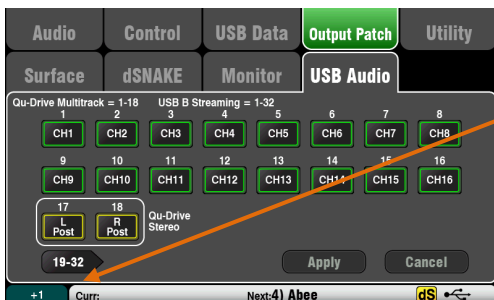 Audio Control USB Data Output Patch Utility
Surface dSNAKE Monitor USB Audio
Qu-Drive Multitrack = 1-18 USB B Streaming = 1-32
1 2 3 4 5 6 7 8
CH1 CH2 CH3 CH4 CH5 CH6 CH7 CH8
9 10 11 12 13 14 15 16
CH9 CH10 CH11 CH12 CH13 CH14 CH15 CH16
17 18
L Post R Post Qu-Drive Stereo
19-32 Apply Cancel
+1 Curr: Next:4) Abee dS